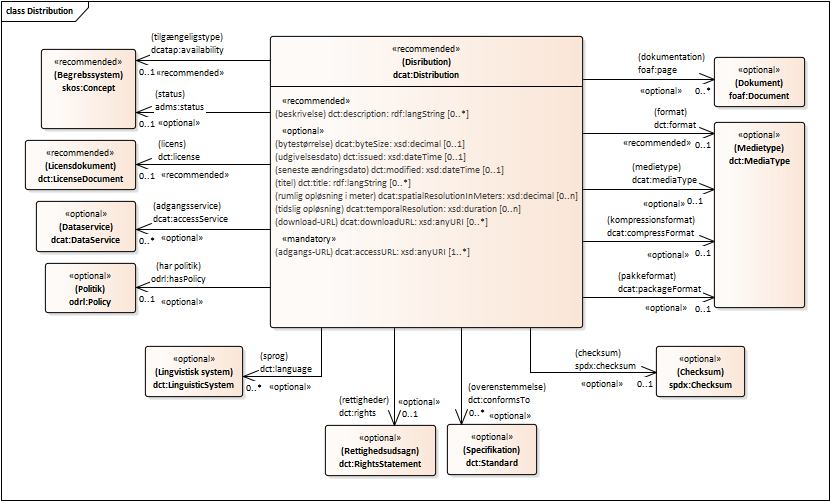 class Distribution
«recommended»
(Begrebssystem)
skos:Concept
(tilgængeligstype)
dcatap:availability
0..1 «recommended»
(status)
adms:status
0..1 «optional»
«recommended»
(Licensdokument)
dct:LicenseDocument
(licens)
dct:license
0..1 «recommended»
«optional»
(Dataservice)
dcat:DataService
(adgangsservice)
dcat:accessService
0..* «optional»
«optional»
(Politik)
odrl:Policy
(har politik)
odrl:hasPolicy
0..1 «optional»
«recommended»
(Disribution)
dcat:Distribution
«recommended»
(beskrivelse) dct:description: rdf:langString [0..*]
«optional»
(bytestørrelse) dcat:byteSize: xsd:decimal [0..1]
(udgivelsesdato) dct:issued: xsd:dateTime [0..1]
(seneste ændringsdato) dct:modified: xsd:dateTime [0..1]
(titel) dct:title: rdf:langString [0..*]
(rumlig opløsning i meter) dcat:spatialResolutionInMeters: xsd:decimal [0..n]
(tidslig opløsning) dcat:temporalResolution: xsd:duration [0..n]
(download-URL) dcat:downloadURL: xsd:anyURI [0..*]
«mandatory»
(adgangs-URL) dcat:accessURL: xsd:anyURI [1..*]
(dokumentation)
foaf:page
«optional» 0..*
«optional»
(Dokument)
foaf:Document
(format)
dct:format
«recommended» 0..1
(medietype)
dcat:mediaType
«optional» 0..1
(kompressionsformat)
dcat:compressFormat
«optional» 0..1
(pakkeformat)
dcat:packageFormat
«optional» 0..1
«optional»
(Medietype)
dct:MediaType
«optional»
(Lingvistisk system)
dct:LinguisticSystem
(sprog)
dct:language
0..* «optional»
(rettigheder)
dct:rights
«optional»
0..1
«optional»
(Rettighedsudsagn)
dct:RightsStatement
(overenstemmelse)
dct:conformsTo
0..* «optional»
«optional»
(Specifikation)
dct:Standard
(checksum)
spdx:checksum
«optional» 0..1
«optional»
(Checksum)
spdx:Checksum